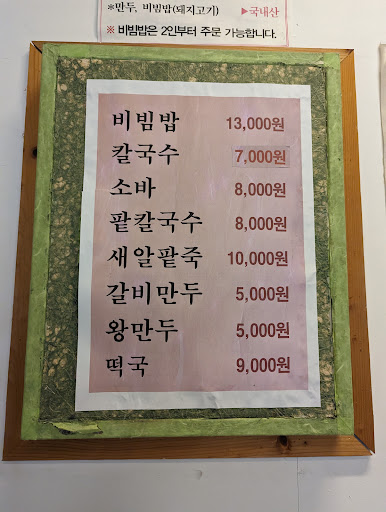 *만두, 비빔밥(돼지고기) ▶국내산
※ 비빔밥은 2인부터 주문 가능합니다.
비빔밥 13,000원
칼국수 7,000원
소바 8,000원
팥칼국수 8,000원
새알팥죽 10,000원
갈비만두 5,000원
왕만두 5,000원
떡국 9,000원